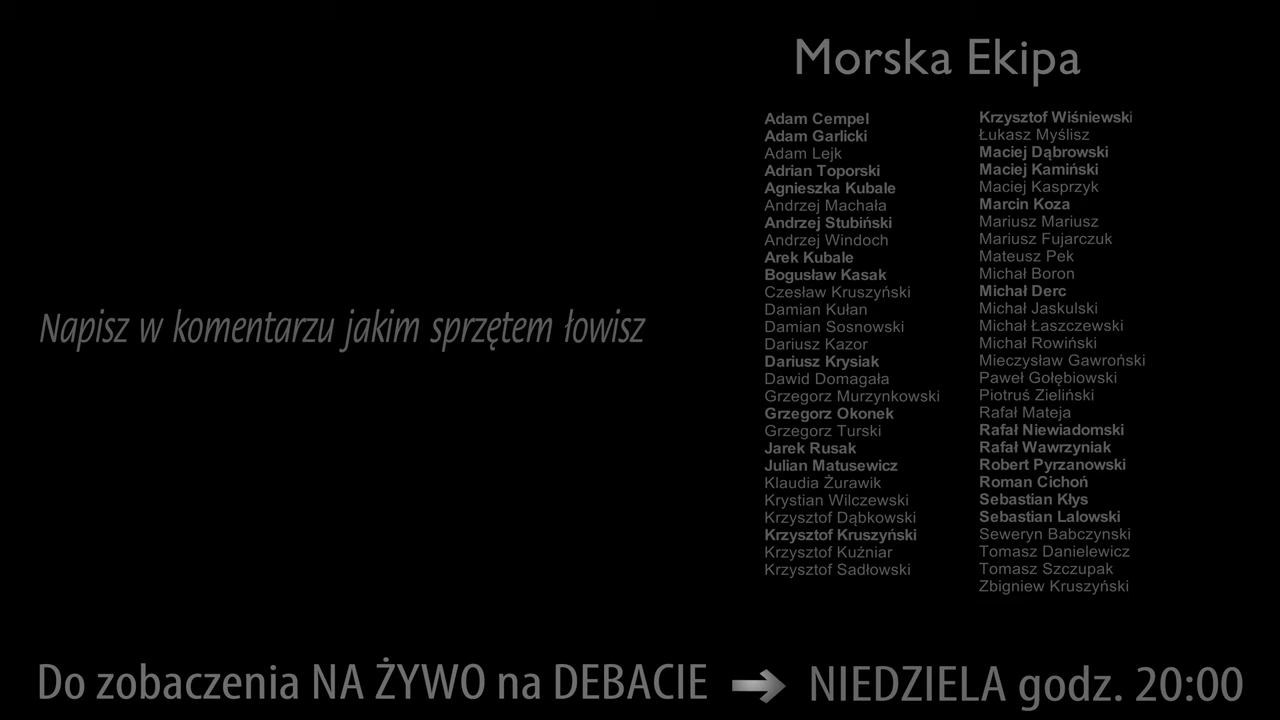 Morska Ekipa
Adam Cempel
Adam Garlicki
Adam Lejk
Adrian Toporski
Agnieszka Kubale
Andrzej Machała
Andrzej Stubiński
Andrzej Windoch
Arek Kubale
Bogusław Kasak
Czesław Kruszyński
Damian Kułan
Damian Sosnowski
Dariusz Kazor
Dariusz Krysiak
Dawid Domagała
Grzegorz Murzynkowski
Grzegorz Okonek
Grzegorz Turski
Jarek Rusak
Julian Matusewicz
Klaudia Żurawik
Krystian Wilczewski
Krzysztof Dąbkowski
Krzysztof Kruszyński
Krzysztof Kuźniar
Krzysztof Sadłowski
Krzysztof Wiśniewski
Łukasz Myślisz
Maciej Dąbrowski
Maciej Kamiński
Maciej Kasprzyk
Marcin Koza
Mariusz Mariusz
Mariusz Fujarczuk
Mateusz Pek
Michał Boron
Michał Derc
Michał Jaskulski
Michał Łaszczewski
Michał Rowiński
Mieczysław Gawroński
Paweł Gołębiowski
Piotruś Zieliński
Rafał Mateja
Rafał Niewiadomski
Rafał Wawrzyniak
Robert Pyrzanowski
Roman Cichoń
Sebastian Kłys
Sebastian Lalowski
Seweryn Babczynski
Tomasz Danielewicz
Tomasz Szczupak
Zbigniew Kruszyński
Napisz w komentarzu jakim sprzętem łowisz
Do zobaczenia NA ŻYWO na DEBACIE → NIEDZIELA godz. 20:00